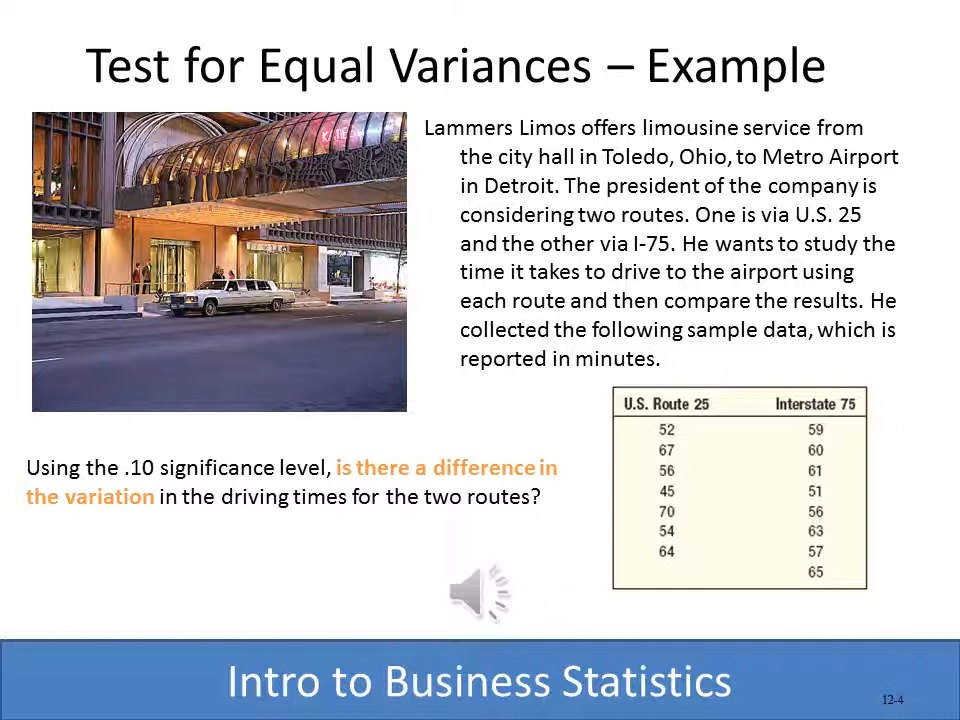 Test for Equal Variances – Example
KATIES
Lammers Limos offers limousine service from
the city hall in Toledo, Ohio, to Metro Airport
in Detroit. The president of the company is
considering two routes. One is via U.S. 25
and the other via I-75. He wants to study the
time it takes to drive to the airport using
each route and then compare the results. He
collected the following sample data, which is
reported in minutes.
U.S. Route 25 Interstate 75
52 59
67 60
56 61
45 51
70 56
54 63
64 57
65
Using the .10 significance level, is there a difference in
the variation in the driving times for the two routes?
Intro to Business Statistics
12-4